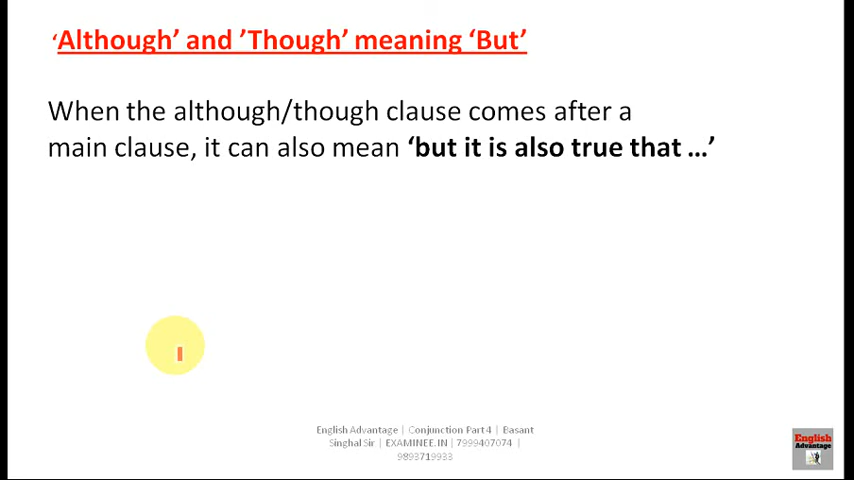 ‘Although’ and ’Though’ meaning ‘But’
When the although/though clause comes after a
main clause, it can also mean ‘but it is also true that …’
English Advantage | Conjunction Part 4 | Basant
Singhal Sir | EXAMINEE.IN | 7999407074 |
9893719933
English
Advantage